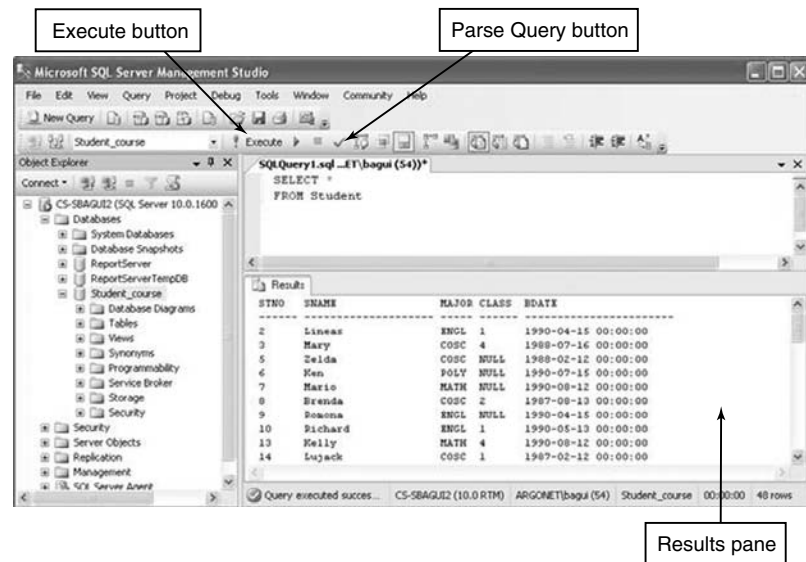 Execute button
Parse Query button
Microsoft SQL Server Management Studio
File Edit View Query Project Debug Tools Window Community Help
New Query
Student_course Execute
Object Explorer
Connect
CS-SBAGUI2 (SQL Server 10.0.1600
Databases
System Databases
Database Snapshots
ReportServer
ReportServerTempDB
Student_course
Database Diagrams
Tables
Views
Synonyms
Programmability
Service Broker
Storage
Security
Security
Server Objects
Replication
Management
SQL Server Agent
SQLQuery1.sql ...ET\bagui (54))*
SELECT *
FROM Student
Results
STNO SNAME MAJOR CLASS BDATE
------ -------------------- ----- ------ -----------------------
2 Lineas ENGL 1 1990-04-15 00:00:00
3 Mary COSC 4 1988-07-16 00:00:00
5 Zelda COSC NULL 1988-02-12 00:00:00
6 Ken POLY NULL 1990-07-15 00:00:00
7 Mario MATH NULL 1990-08-12 00:00:00
8 Brenda COSC 2 1987-08-13 00:00:00
9 Romona ENGL NULL 1990-04-15 00:00:00
10 Richard ENGL 1 1990-05-13 00:00:00
13 Kelly MATH 4 1990-08-12 00:00:00
14 Lujack COSC 1 1987-02-12 00:00:00
Query executed succes... CS-SBAGUI2 (10.0 RTM) ARGONET\bagui (54) Student_course 00:00:00 48 rows
Results pane